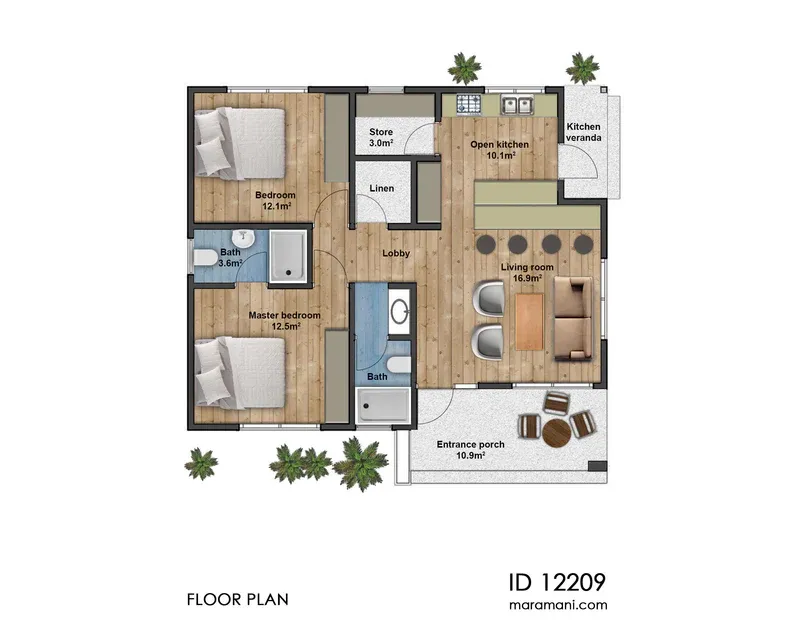 Store
3.0m²
Kitchen
veranda
Open kitchen
10.1m²
Bedroom
12.1m²
Linen
Bath
3.6m²
Lobby
Living room
16.9m²
Master bedroom
12.5m²
Bath
Entrance porch
10.9m²
FLOOR PLAN
ID 12209
maramani.com